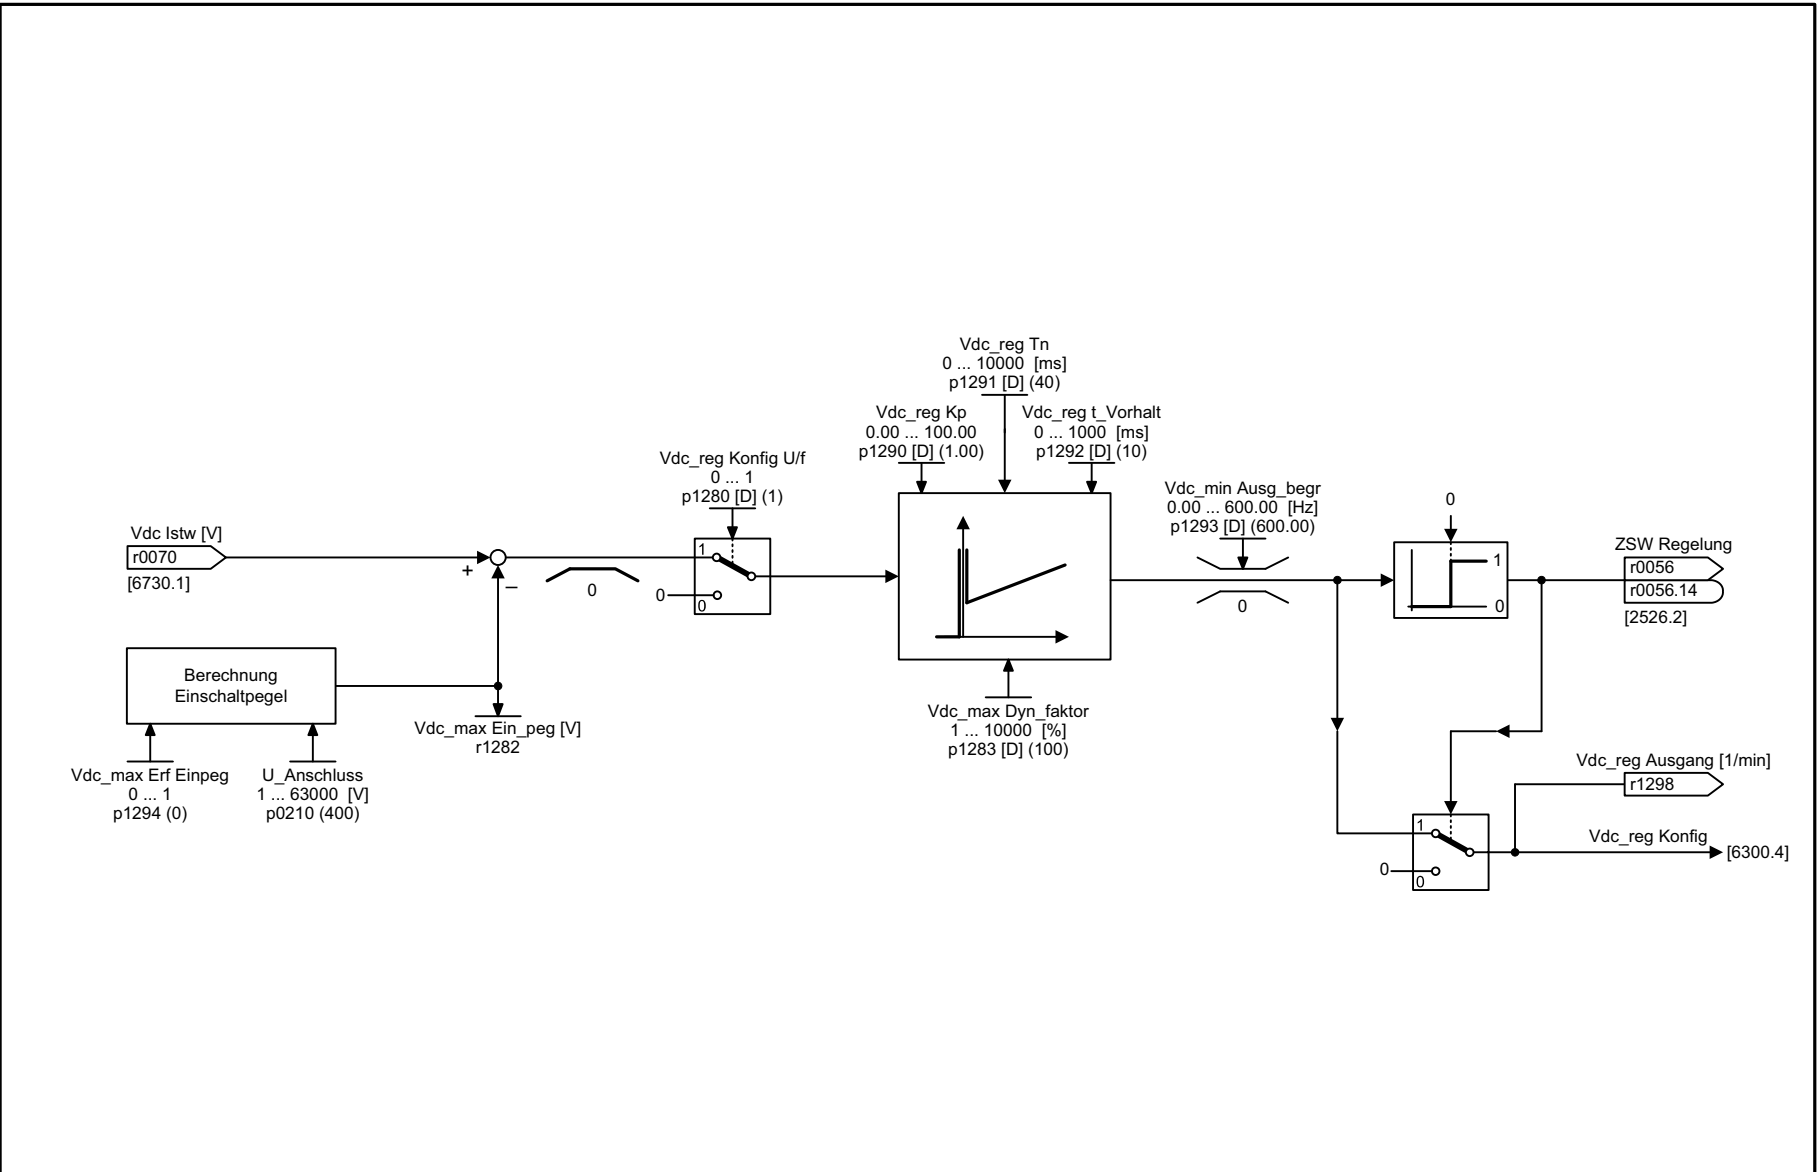 Vdc_reg Tn
0 ... 10000 [ms]
p1291 [D] (40)
Vdc_reg Kp
0.00 ... 100.00
p1290 [D] (1.00)
Vdc_reg t_Vorhalt
0 ... 1000 [ms]
p1292 [D] (10)
Vdc_reg Konfig U/f
0 ... 1
p1280 [D] (1)
Vdc_min Ausg_begr
0.00 ... 600.00 [Hz]
p1293 [D] (600.00)
0
Vdc Istw [V]
r0070
[6730.1]
+
–
0
1
0
0
0
1
0
ZSW Regelung
r0056
r0056.14
[2526.2]
Berechnung
Einschaltpegel
Vdc_max Ein_peg [V]
r1282
Vdc_max Erf Einpeg
0 ... 1
p1294 (0)
U_Anschluss
1 ... 63000 [V]
p0210 (400)
Vdc_max Dyn_faktor
1 ... 10000 [%]
p1283 [D] (100)
Vdc_reg Ausgang [1/min]
r1298
1
0
0
Vdc_reg Konfig
[6300.4]